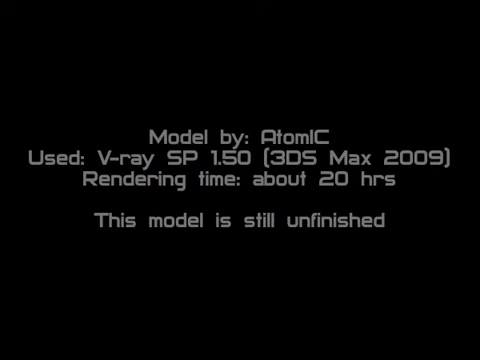 Model by: AtomIC
Used: V-ray SP 1.50 (3DS Max 2009)
Rendering time: about 20 hrs
This model is still unfinished